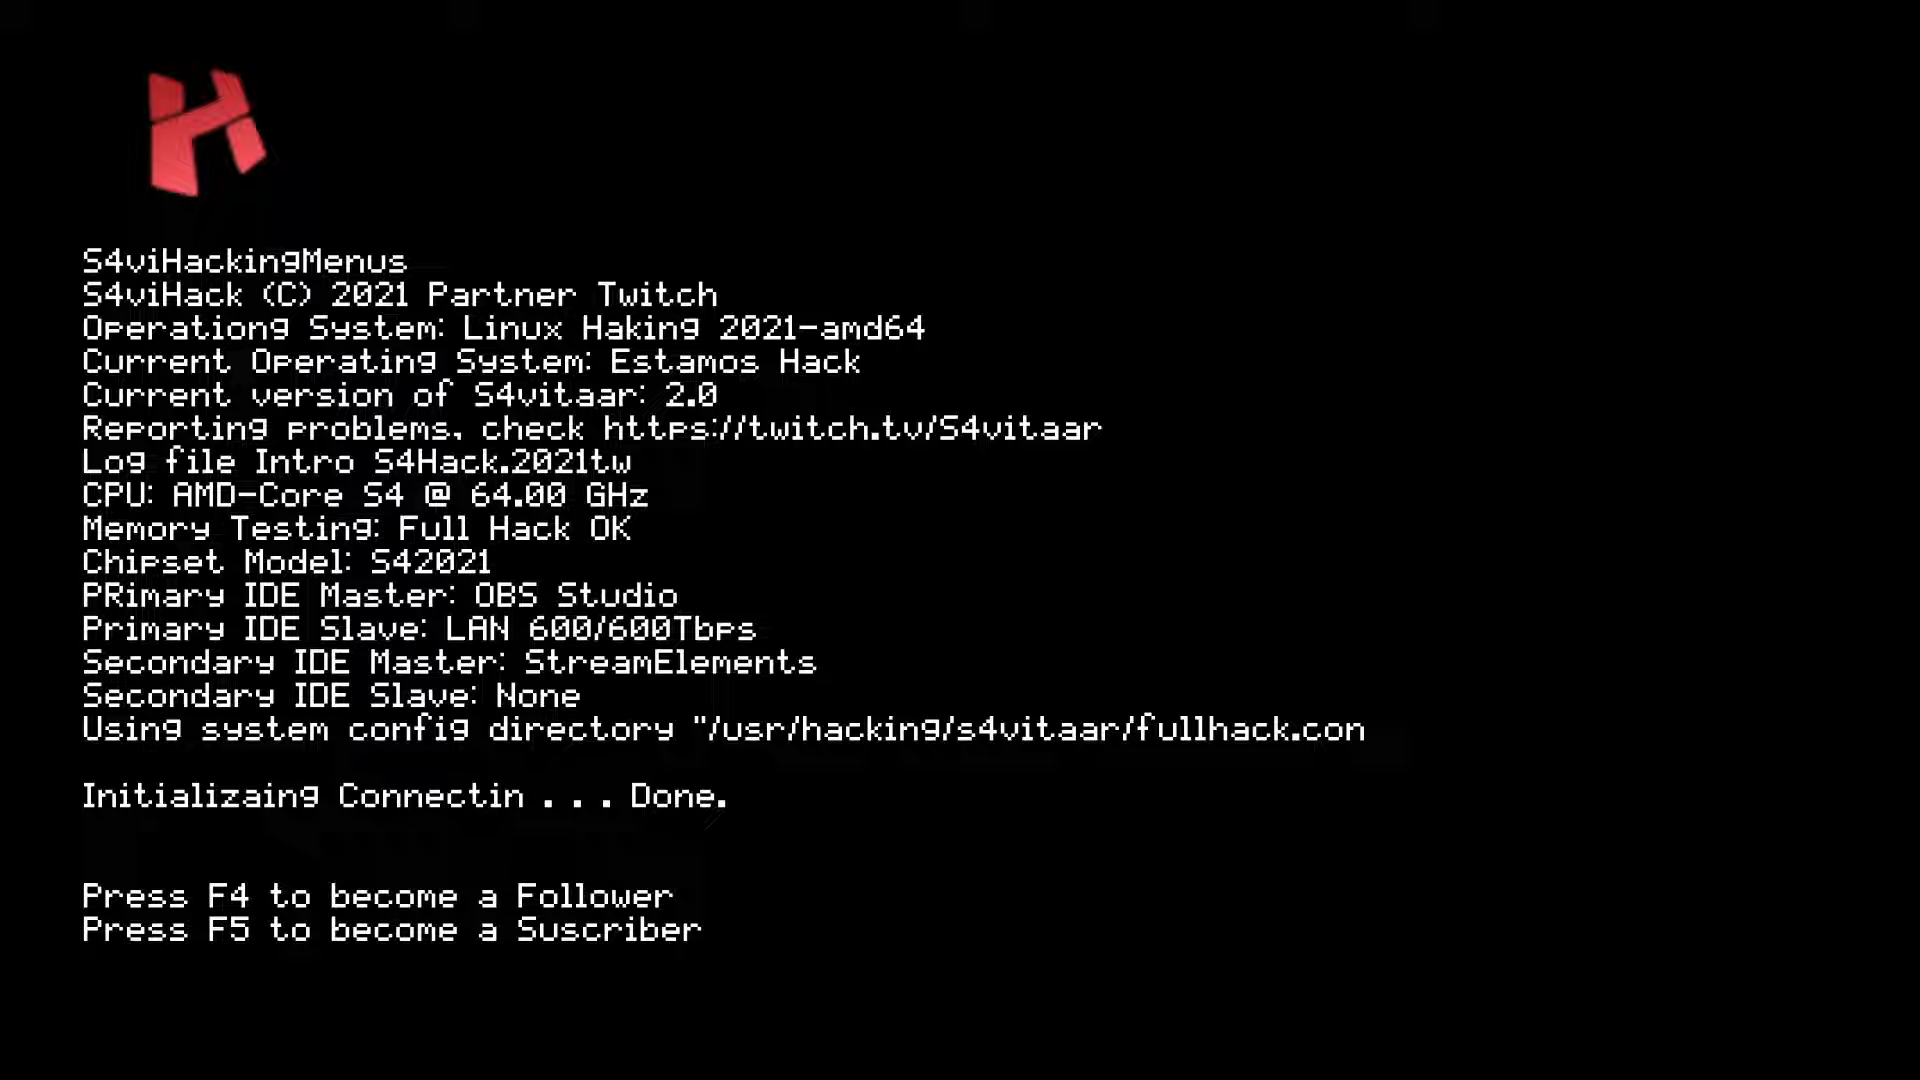 S4viHackingMenus
S4viHack (C) 2021 Partner Twitch
Operationg System: Linux Haking 2021-amd64
Current Operating System: Estamos Hack
Current version of S4vitaar: 2.0
Reporting problems, check https://twitch.tv/S4vitaar
Log file Intro S4Hack.2021tw
CPU: AMD-Core S4 @ 64.00 GHz
Memory Testing: Full Hack OK
Chipset Model: S42021
PRimary IDE Master: OBS Studio
Primary IDE Slave: LAN 600/600Tbps
Secondary IDE Master: StreamElements
Secondary IDE Slave: None
Using system config directory "/usr/hacking/s4vitaar/fullhack.con
Initializaing Connectin . . . Done.
Press F4 to become a Follower
Press F5 to become a Suscriber